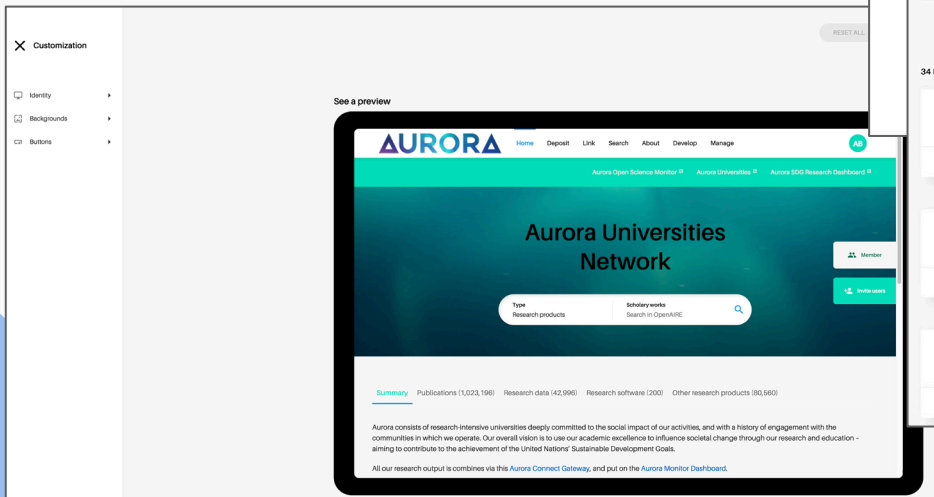 Customization
RESET ALL
Identity
Backgrounds
Buttons
34
See a preview
AURORA
Home Deposit Link Search About Develop Manage
AB
Aurora Open Science Monitor Aurora Universities Aurora SDG Research Dashboard
Aurora Universities
Network
Member
Invite users
Type
Research products
Scholary works
Search in OpenAIRE
Summary Publications (1,023,196) Research data (42,996) Research software (200) Other research products (80,560)
Aurora consists of research-intensive universities deeply committed to the social impact of our activities, and with a history of engagement with the
communities in which we operate. Our overall vision is to use our academic excellence to influence societal change through our research and education –
aiming to contribute to the achievement of the United Nations' Sustainable Development Goals.
All our research output is combines via this Aurora Connect Gateway, and put on the Aurora Monitor Dashboard.